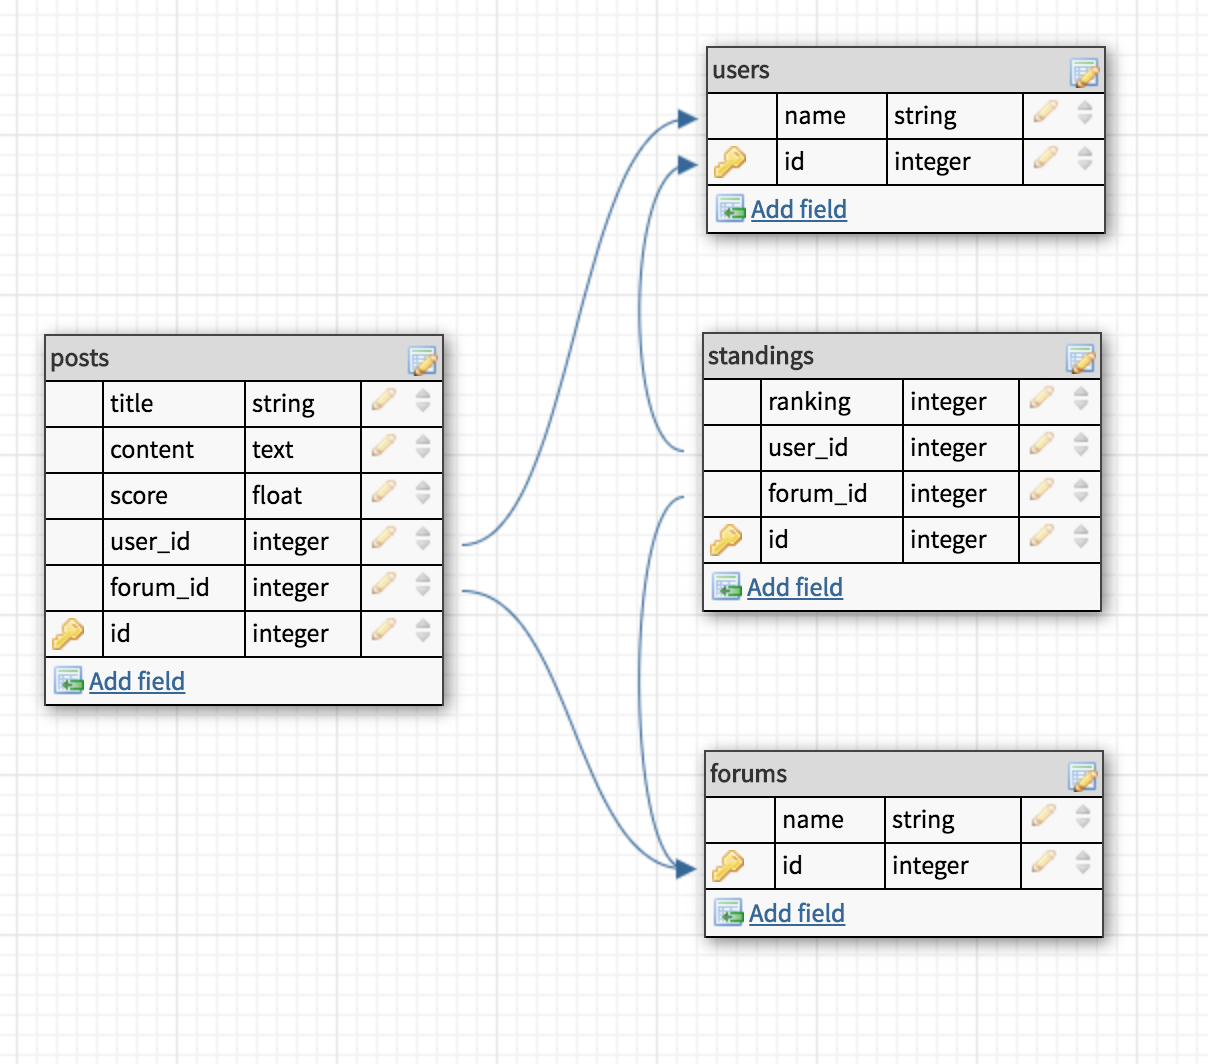 users
name string
id integer
Add field
posts
title string
content text
score float
user_id integer
forum_id integer
id integer
Add field
standings
ranking integer
user_id integer
forum_id integer
id integer
Add field
forums
name string
id integer
Add field